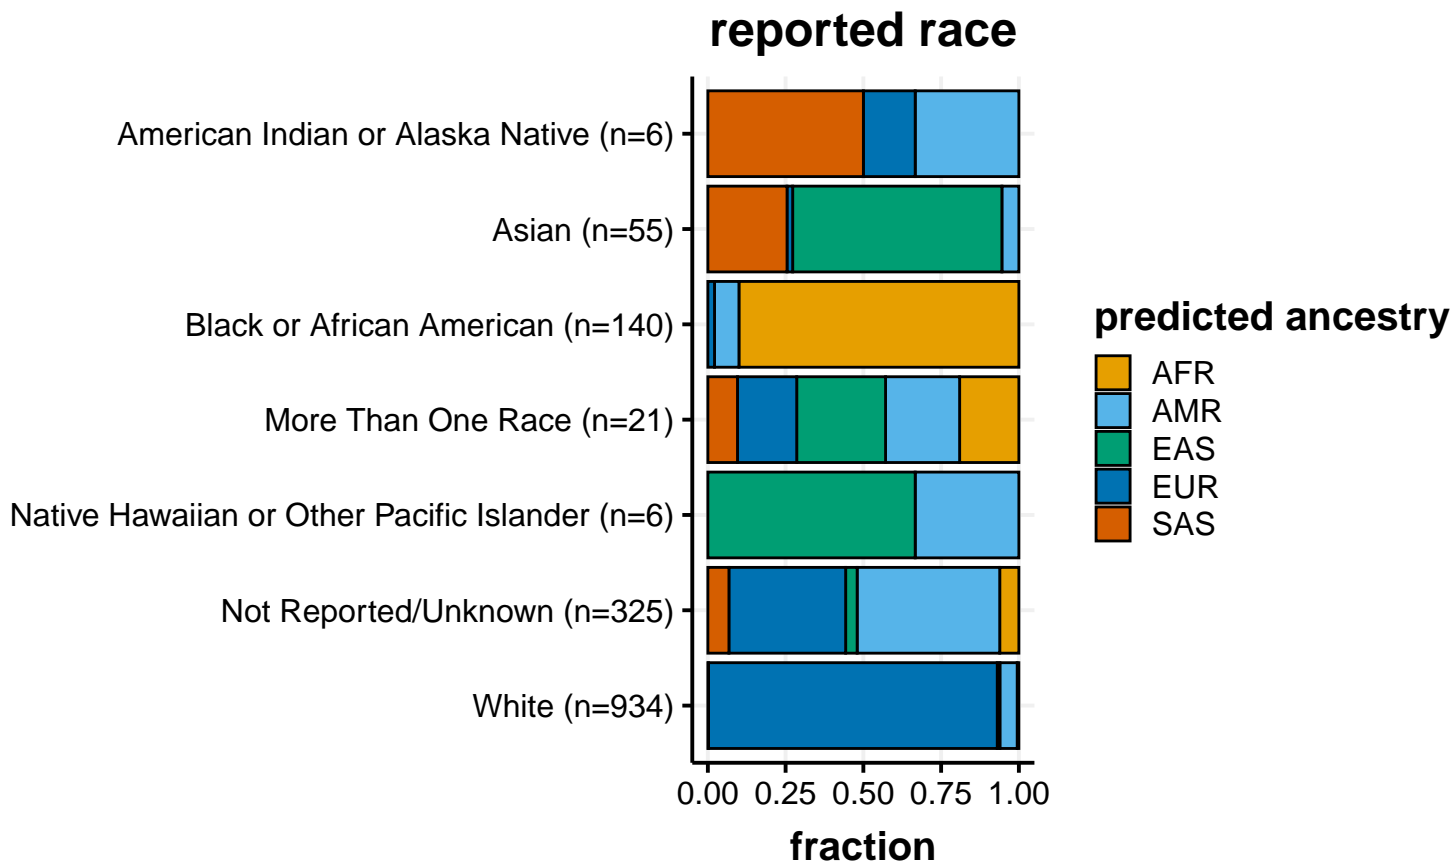 reported race
American Indian or Alaska Native (n=6)
Asian (n=55)
Black or African American (n=140)
More Than One Race (n=21)
Native Hawaiian or Other Pacific Islander (n=6)
Not Reported/Unknown (n=325)
White (n=934)
0.00 0.25 0.50 0.75 1.00
fraction
predicted ancestry
AFR
AMR
EAS
EUR
SAS